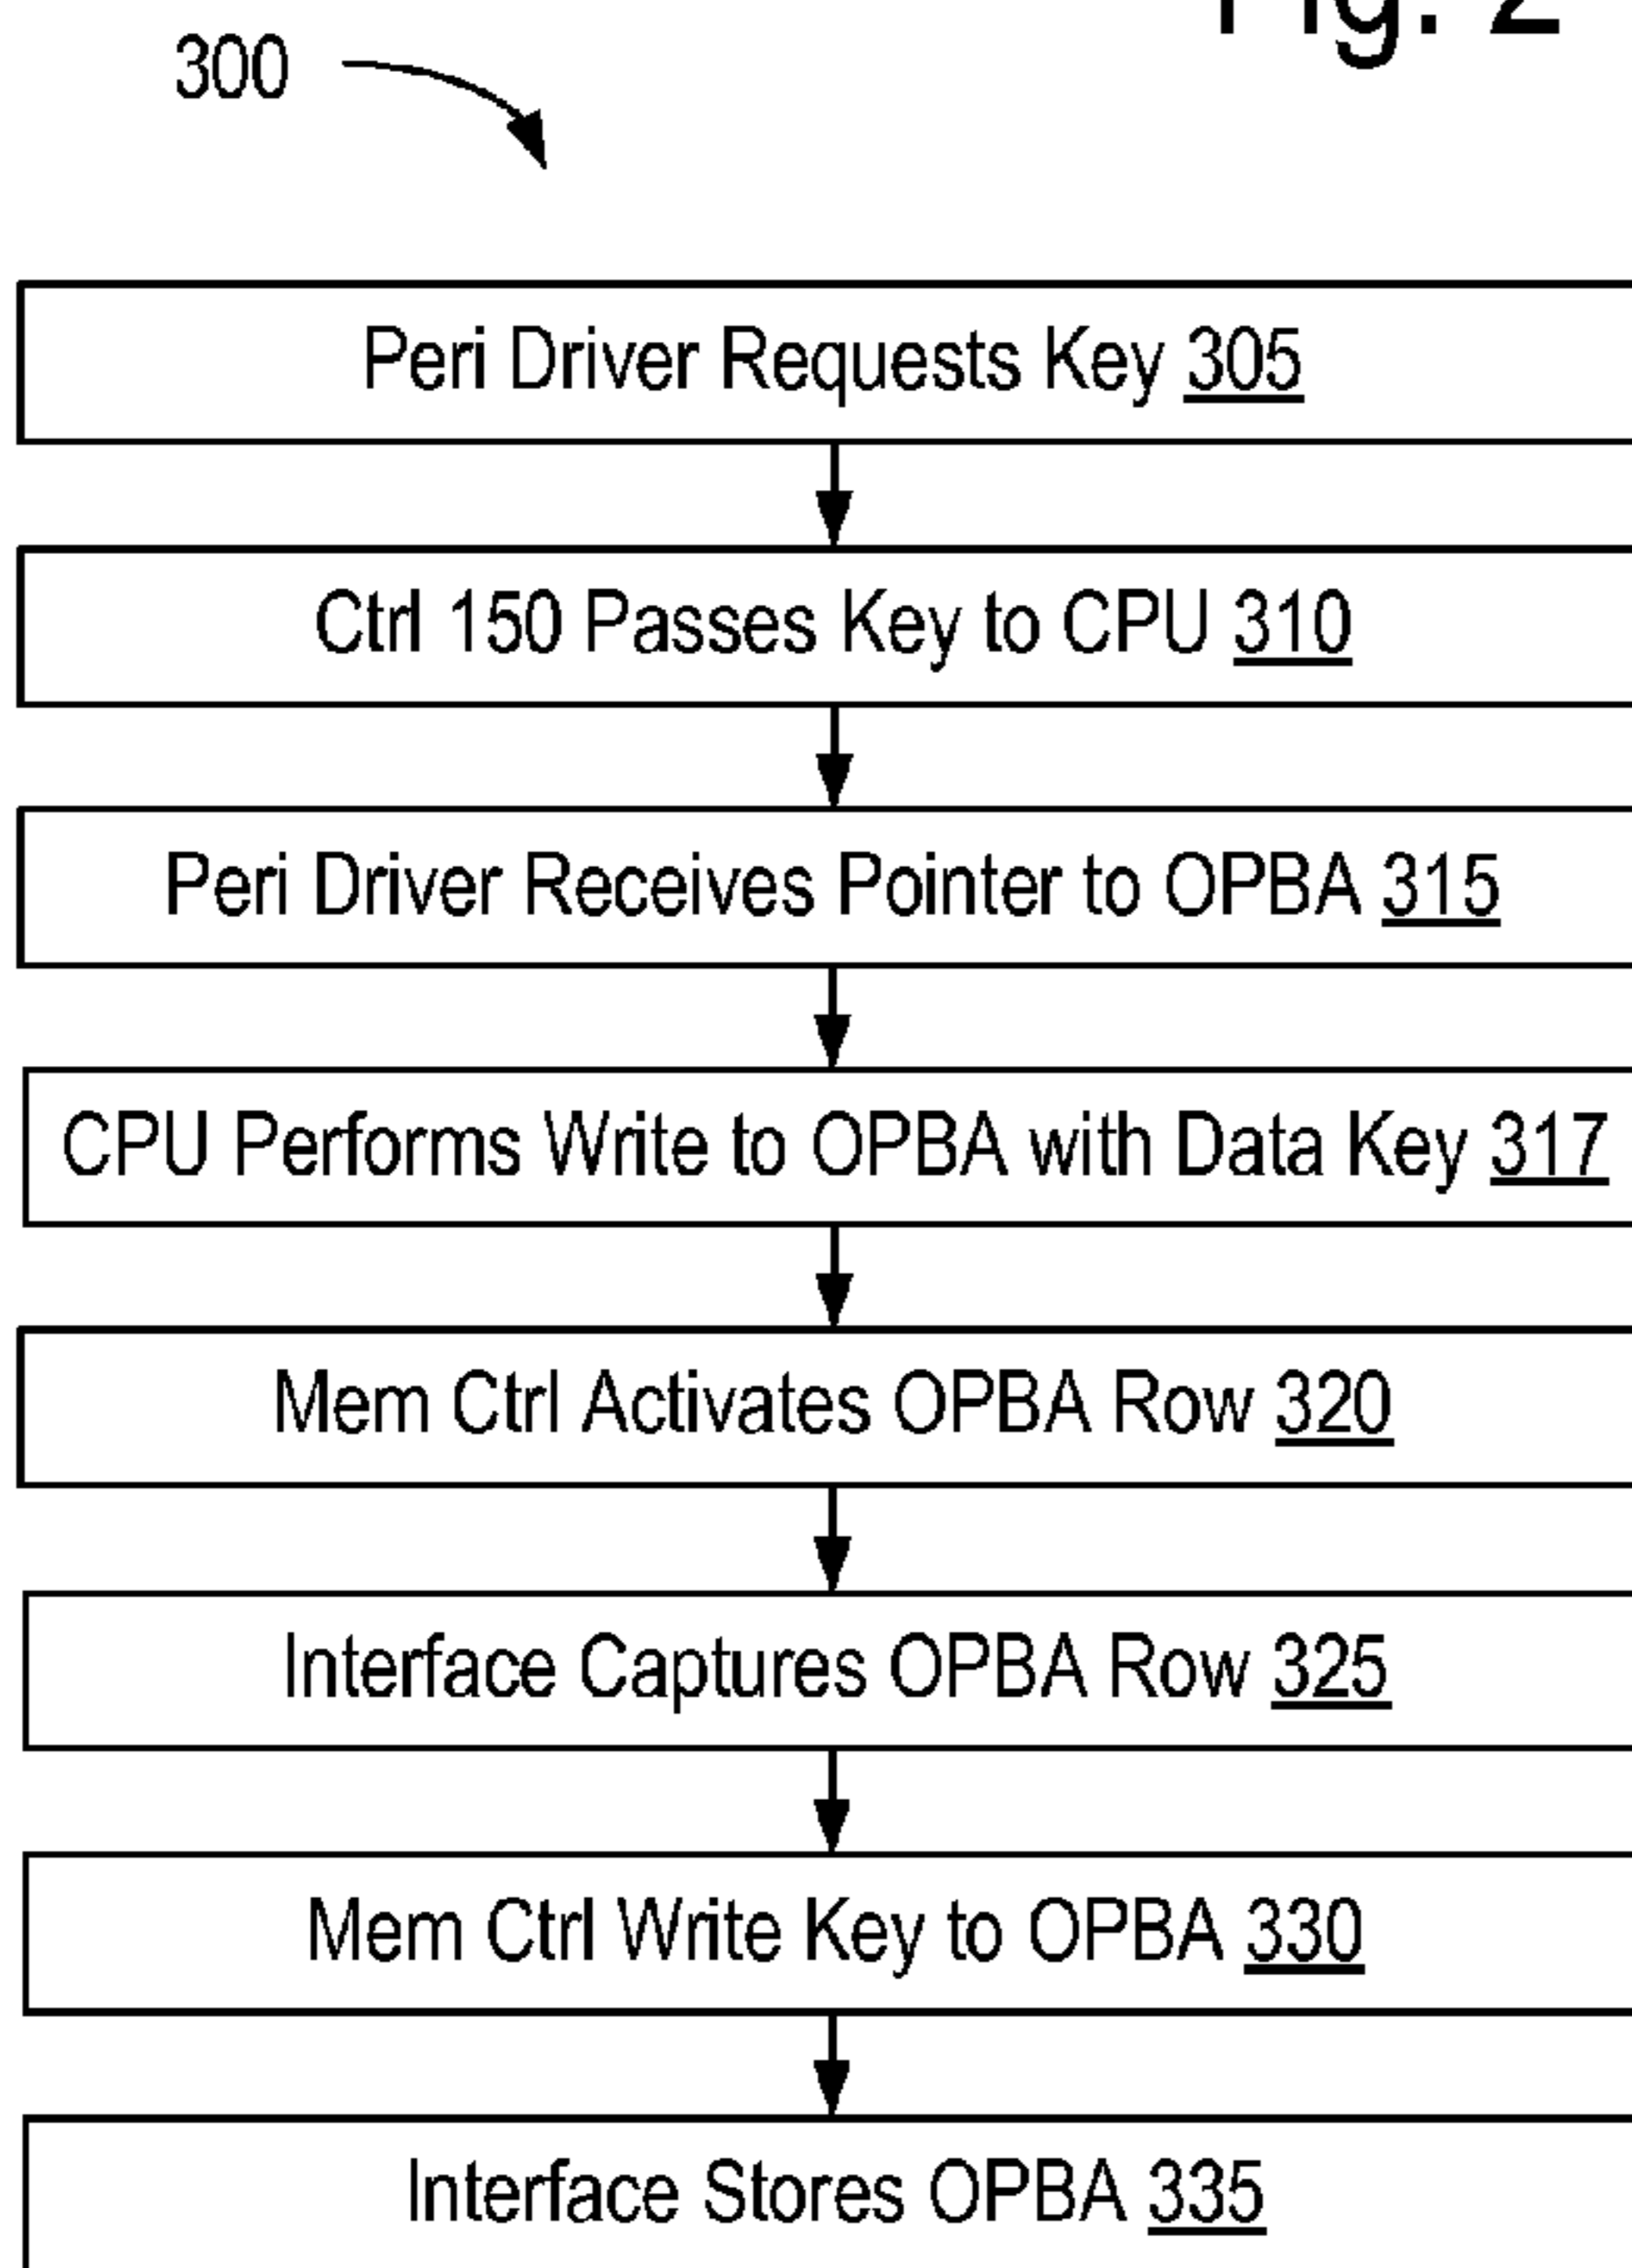 Fig. 2
300
Peri Driver Requests Key 305
Ctrl 150 Passes Key to CPU 310
Peri Driver Receives Pointer to OPBA 315
CPU Performs Write to OPBA with Data Key 317
Mem Ctrl Activates OPBA Row 320
Interface Captures OPBA Row 325
Mem Ctrl Write Key to OPBA 330
Interface Stores OPBA 335